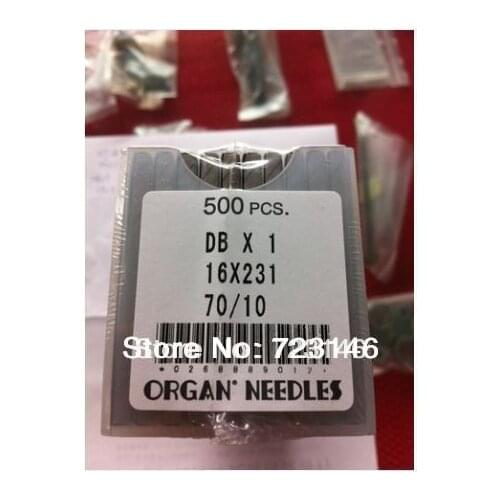 500 PCS.
DB X 1
16X231
70/10
Store No: 723146
ORGAN® NEEDLES